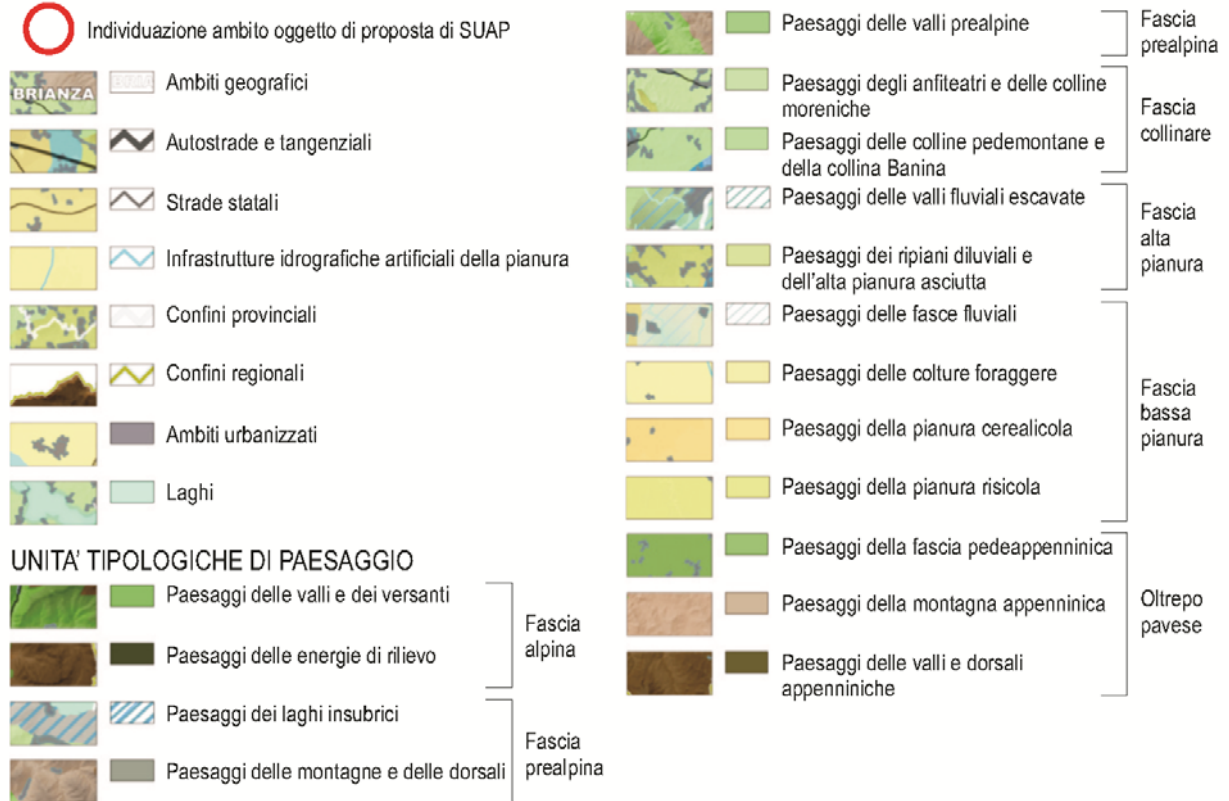 Individuazione ambito oggetto di proposta di SUAP
BRIANZA
Ambiti geografici
Autostrade e tangenziali
Strade statali
Infrastrutture idrografiche artificiali della pianura
Confini provinciali
Confini regionali
Ambiti urbanizzati
Laghi
UNITA' TIPOLOGICHE DI PAESAGGIO
Paesaggi delle valli e dei versanti
Paesaggi delle energie di rilievo
Fascia
alpina
Paesaggi dei laghi insubrici
Paesaggi delle montagne e delle dorsali
Fascia
prealpina
Paesaggi delle valli prealpine
Fascia
prealpina
Paesaggi degli anfiteatri e delle colline
moreniche
Paesaggi delle colline pedemontane e
della collina Banina
Fascia
collinare
Paesaggi delle valli fluviali escavate
Paesaggi dei ripiani diluviali e
dell'alta pianura asciutta
Fascia
alta
pianura
Paesaggi delle fasce fluviali
Paesaggi delle colture foraggere
Paesaggi della pianura cerealicola
Paesaggi della pianura risicola
Fascia
bassa
pianura
Paesaggi della fascia pedeappenninica
Paesaggi della montagna appenninica
Paesaggi delle valli e dorsali
appenniniche
Oltrepo
pavese